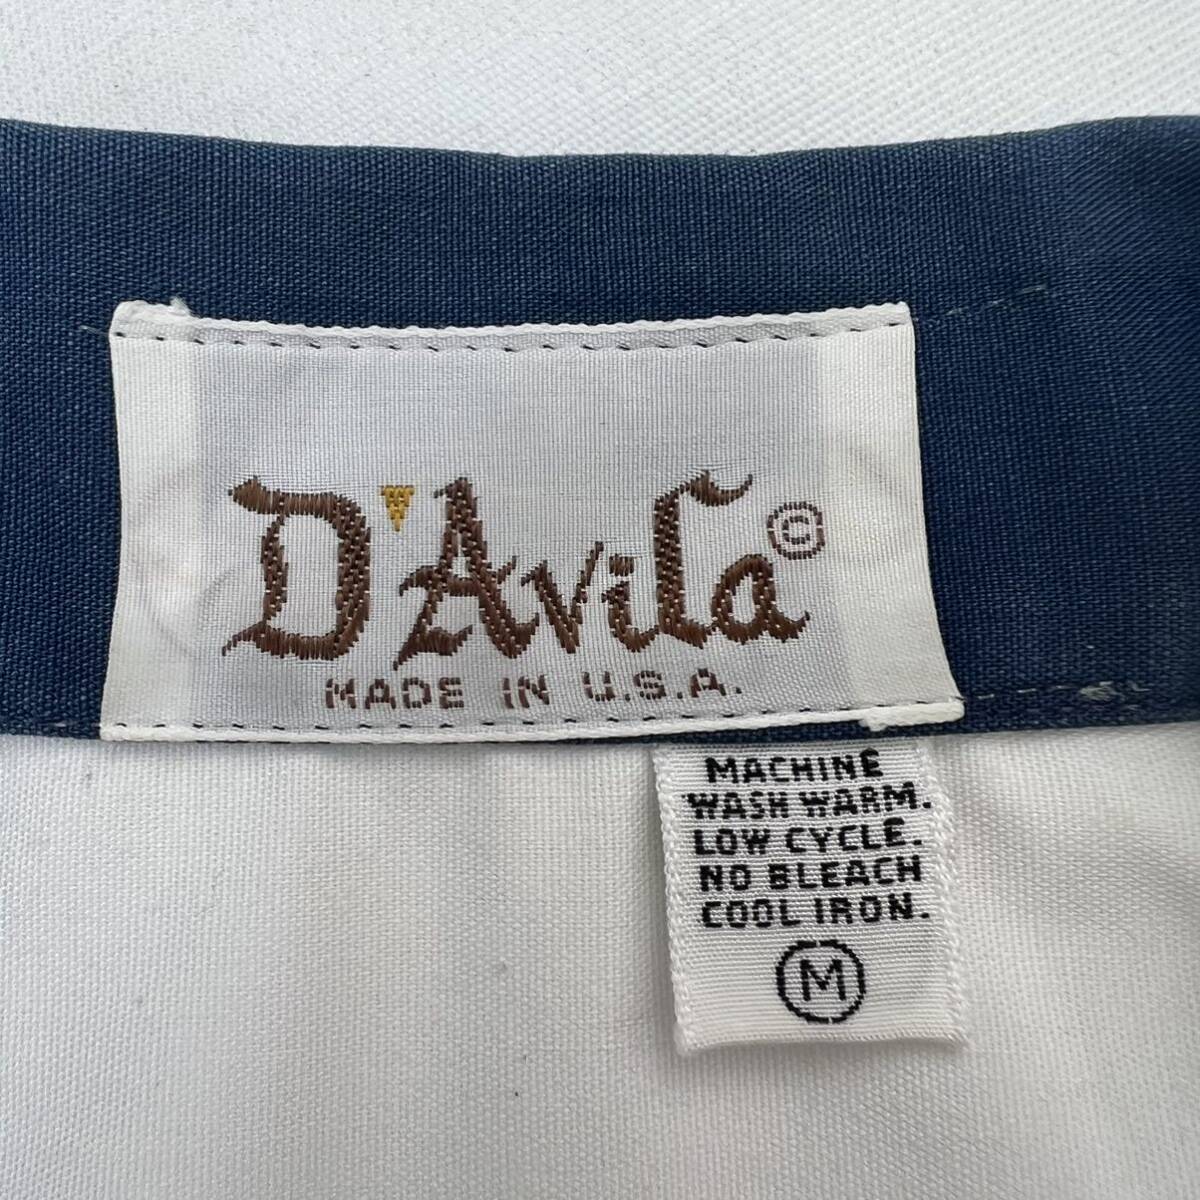 D'Avila ©
MADE IN U.S.A.
MACHINE
WASH WARM.
LOW CYCLE.
NO BLEACH
COOL IRON.
M